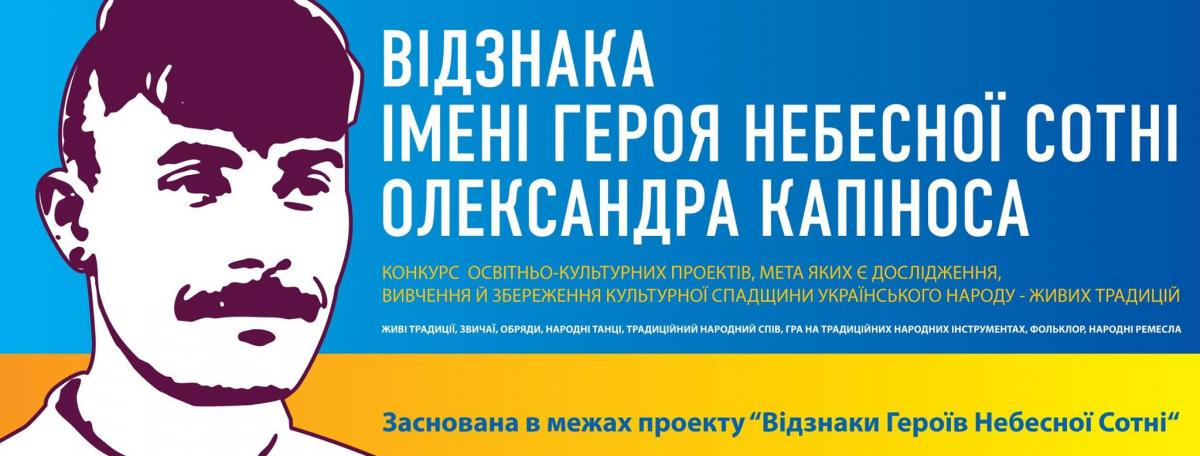 ВІДЗНАКА
ІМЕНІ ГЕРОЯ НЕБЕСНОЇ СОТНІ
ОЛЕКСАНДРА КАПІНОСА
КОНКУРС ОСВІТНЬО-КУЛЬТУРНИХ ПРОЕКТІВ, МЕТА ЯКИХ Є ДОСЛІДЖЕННЯ,
ВИВЧЕННЯ Й ЗБЕРЕЖЕННЯ КУЛЬТУРНОЇ СПАДЩИНИ УКРАЇНСЬКОГО НАРОДУ - ЖИВИХ ТРАДИЦІЙ
ЖИВІ ТРАДИЦІЇ, ЗВИЧАЇ, ОБРЯДИ, НАРОДНІ ТАНЦІ, ТРАДИЦІЙНИЙ НАРОДНИЙ СПІВ, ГРА НА ТРАДИЦІЙНИХ НАРОДНИХ ІНСТРУМЕНТАХ, ФОЛЬКЛОР, НАРОДНІ РЕМЕСЛА
Заснована в межах проекту “Відзнаки Героїв Небесної Сотні“